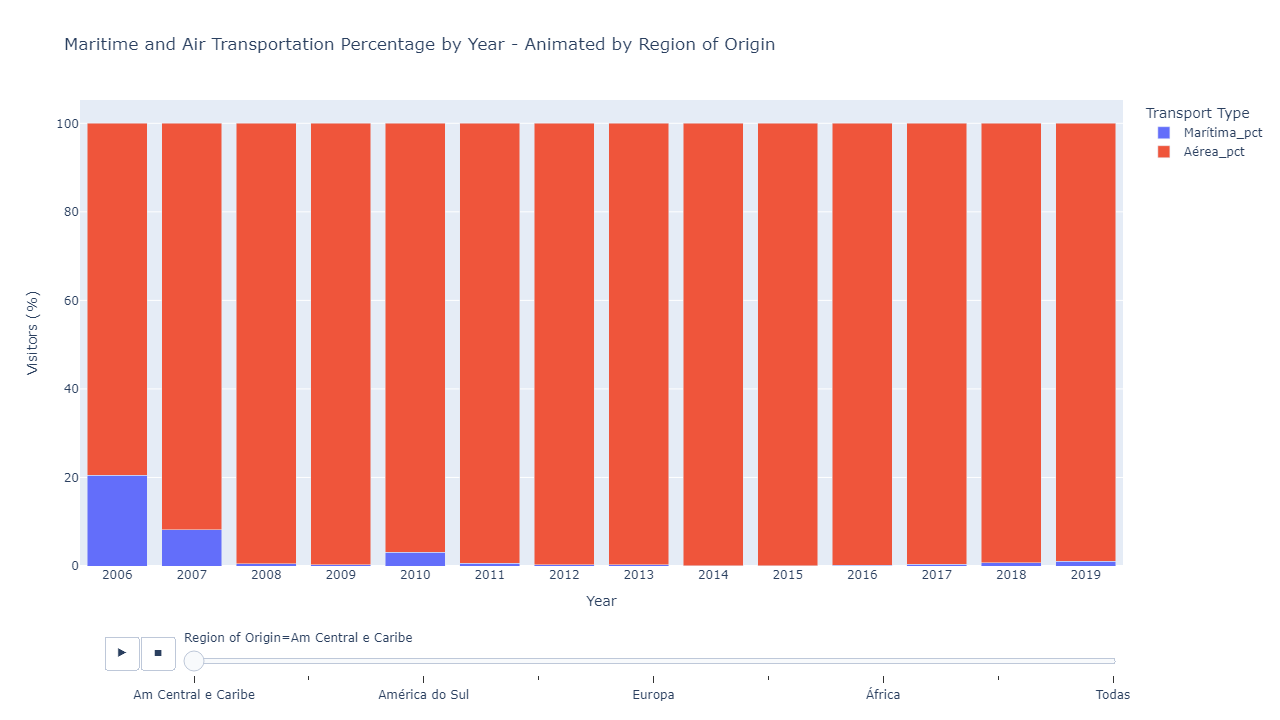 Maritime and Air Transportation Percentage by Year - Animated by Region of Origin
Transport Type
Marítima_pct
Aérea_pct
Visitors (%)
100
80
60
40
20
0
2006 2007 2008 2009 2010 2011 2012 2013 2014 2015 2016 2017 2018 2019
Year
Region of Origin=Am Central e Caribe
Am Central e Caribe América do Sul Europa África Todas